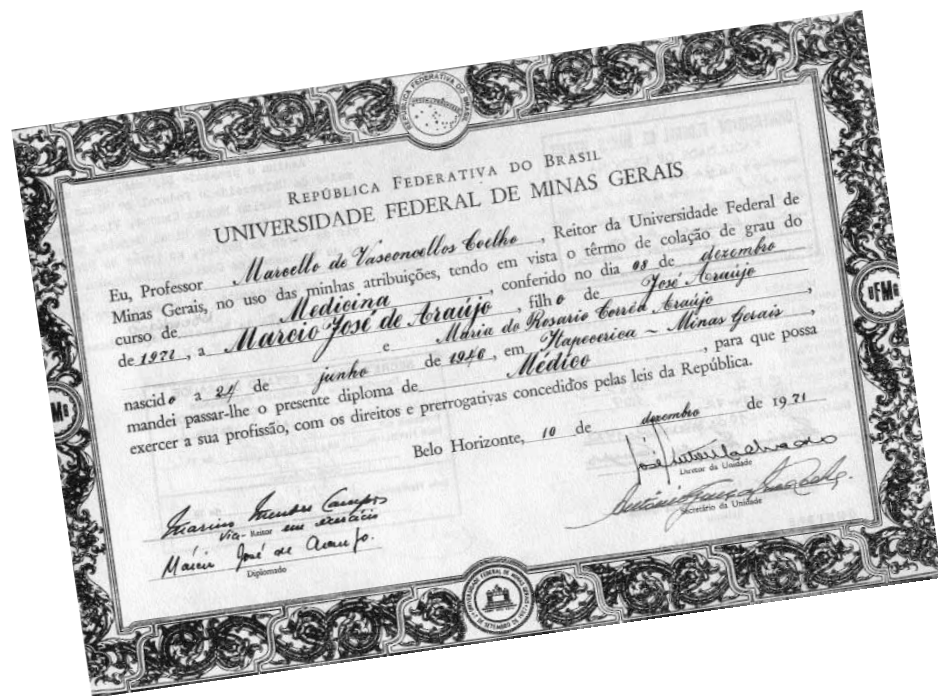 REPÚBLICA FEDERATIVA DO BRASIL
UNIVERSIDADE FEDERAL DE MINAS GERAIS
Eu, Professor Marcello de Vasconcellos Coelho, Reitor da Universidade Federal de
Minas Gerais, no uso das minhas atribuições, tendo em vista o têrmo de colação de grau do
curso de Medicina, conferido no dia 08 de dezembro
de 1971, a Marcio José de Araújo, filho de José Araújo
e Maria do Rosario Corrêa Araújo
nascido a 24 de junho de 1946, em Itapecerica - Minas Gerais,
mandei passar-lhe o presente diploma de Médico, para que possa
exercer a sua profissão, com os direitos e prerrogativas concedidos pelas leis da República.
Belo Horizonte, 10 de dezembro de 1971
Diretor da Unidade
Secretário da Unidade
Marino Mendes Campos
Vice-Reitor em exercício
Márcio José de Araujo.
Diplomado
UFMG